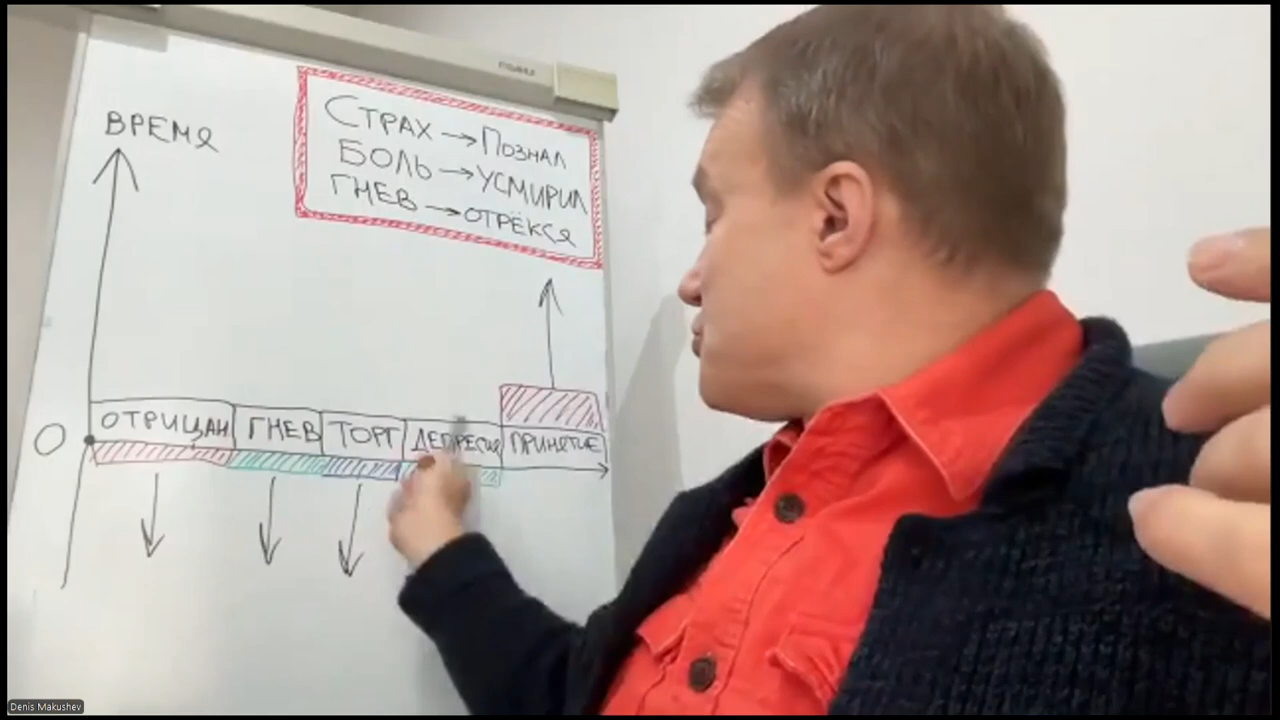 ВРЕМЯ
СТРАХ → ПОЗНАЛ
БОЛЬ → УСМИРИЛ
ГНЕВ → ОТРЁКСЯ
0
ОТРИЦАН
ГНЕВ
ТОРГ
ДЕПРЕСИЯ
ПРИНЯТИЕ
Denis Makushev